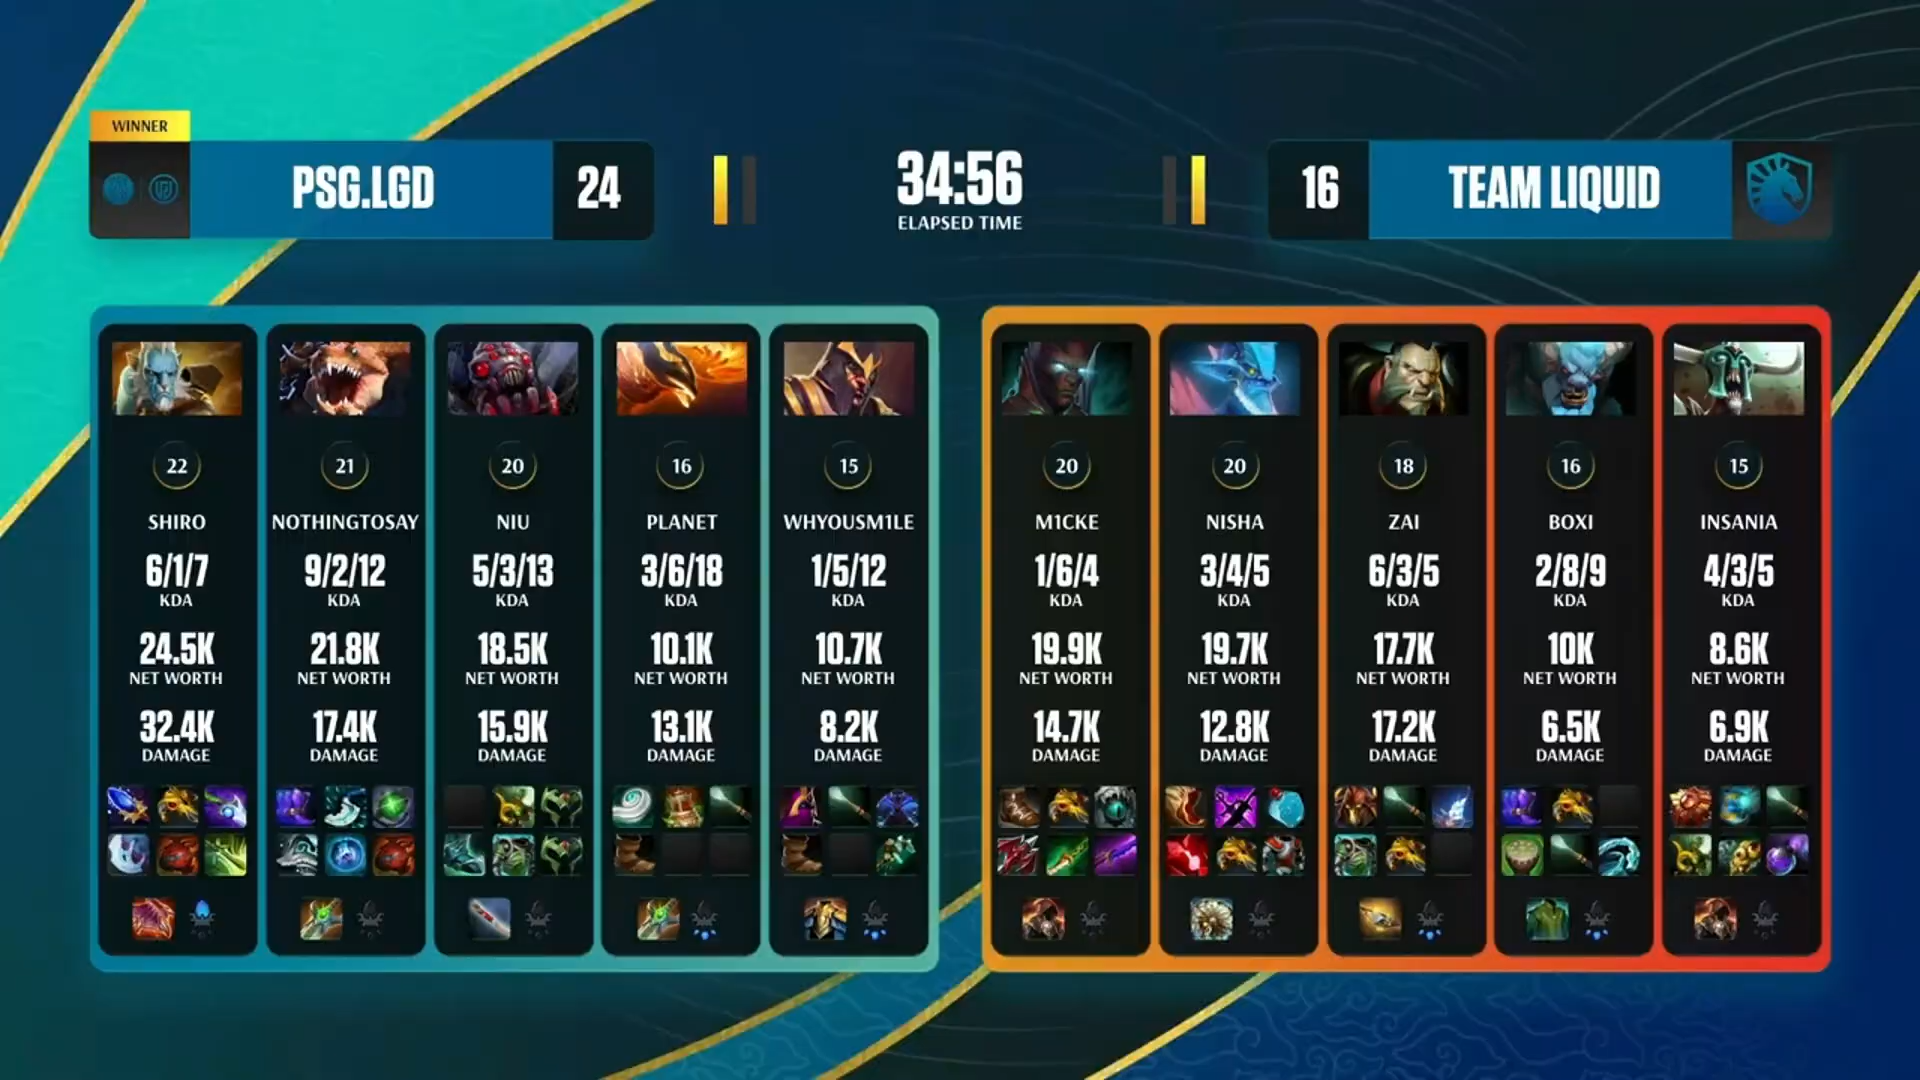 WINNER
PSG.LGD
24
34:56
ELAPSED TIME
16
TEAM LIQUID
22
SHIRO
6/1/7
KDA
24.5K
NET WORTH
32.4K
DAMAGE
21
NOTHINGTOSAY
9/2/12
KDA
21.8K
NET WORTH
17.4K
DAMAGE
20
NIU
5/3/13
KDA
18.5K
NET WORTH
15.9K
DAMAGE
16
PLANET
3/6/18
KDA
10.1K
NET WORTH
13.1K
DAMAGE
15
WHYOUSM1LE
1/5/12
KDA
10.7K
NET WORTH
8.2K
DAMAGE
20
M1CKE
1/6/4
KDA
19.9K
NET WORTH
14.7K
DAMAGE
20
NISHA
3/4/5
KDA
19.7K
NET WORTH
12.8K
DAMAGE
18
ZAI
6/3/5
KDA
17.7K
NET WORTH
17.2K
DAMAGE
16
BOXI
2/8/9
KDA
10K
NET WORTH
6.5K
DAMAGE
15
INSANIA
4/3/5
KDA
8.6K
NET WORTH
6.9K
DAMAGE